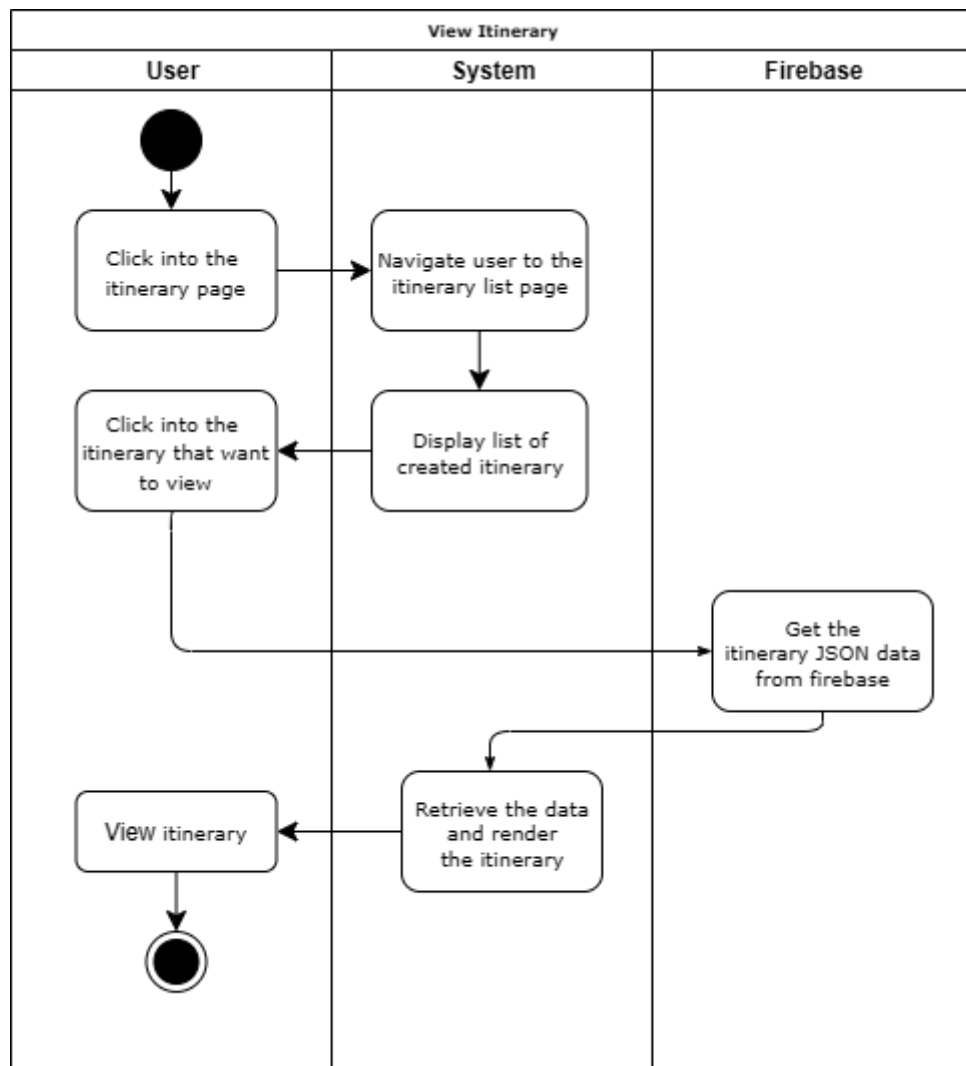 View Itinerary
User
System
Firebase
Click into the
itinerary page
Navigate user to the
itinerary list page
Display list of
created itinerary
Click into the
itinerary that want
to view
Get the
itinerary JSON data
from firebase
Retrieve the data
and render
the itinerary
View itinerary